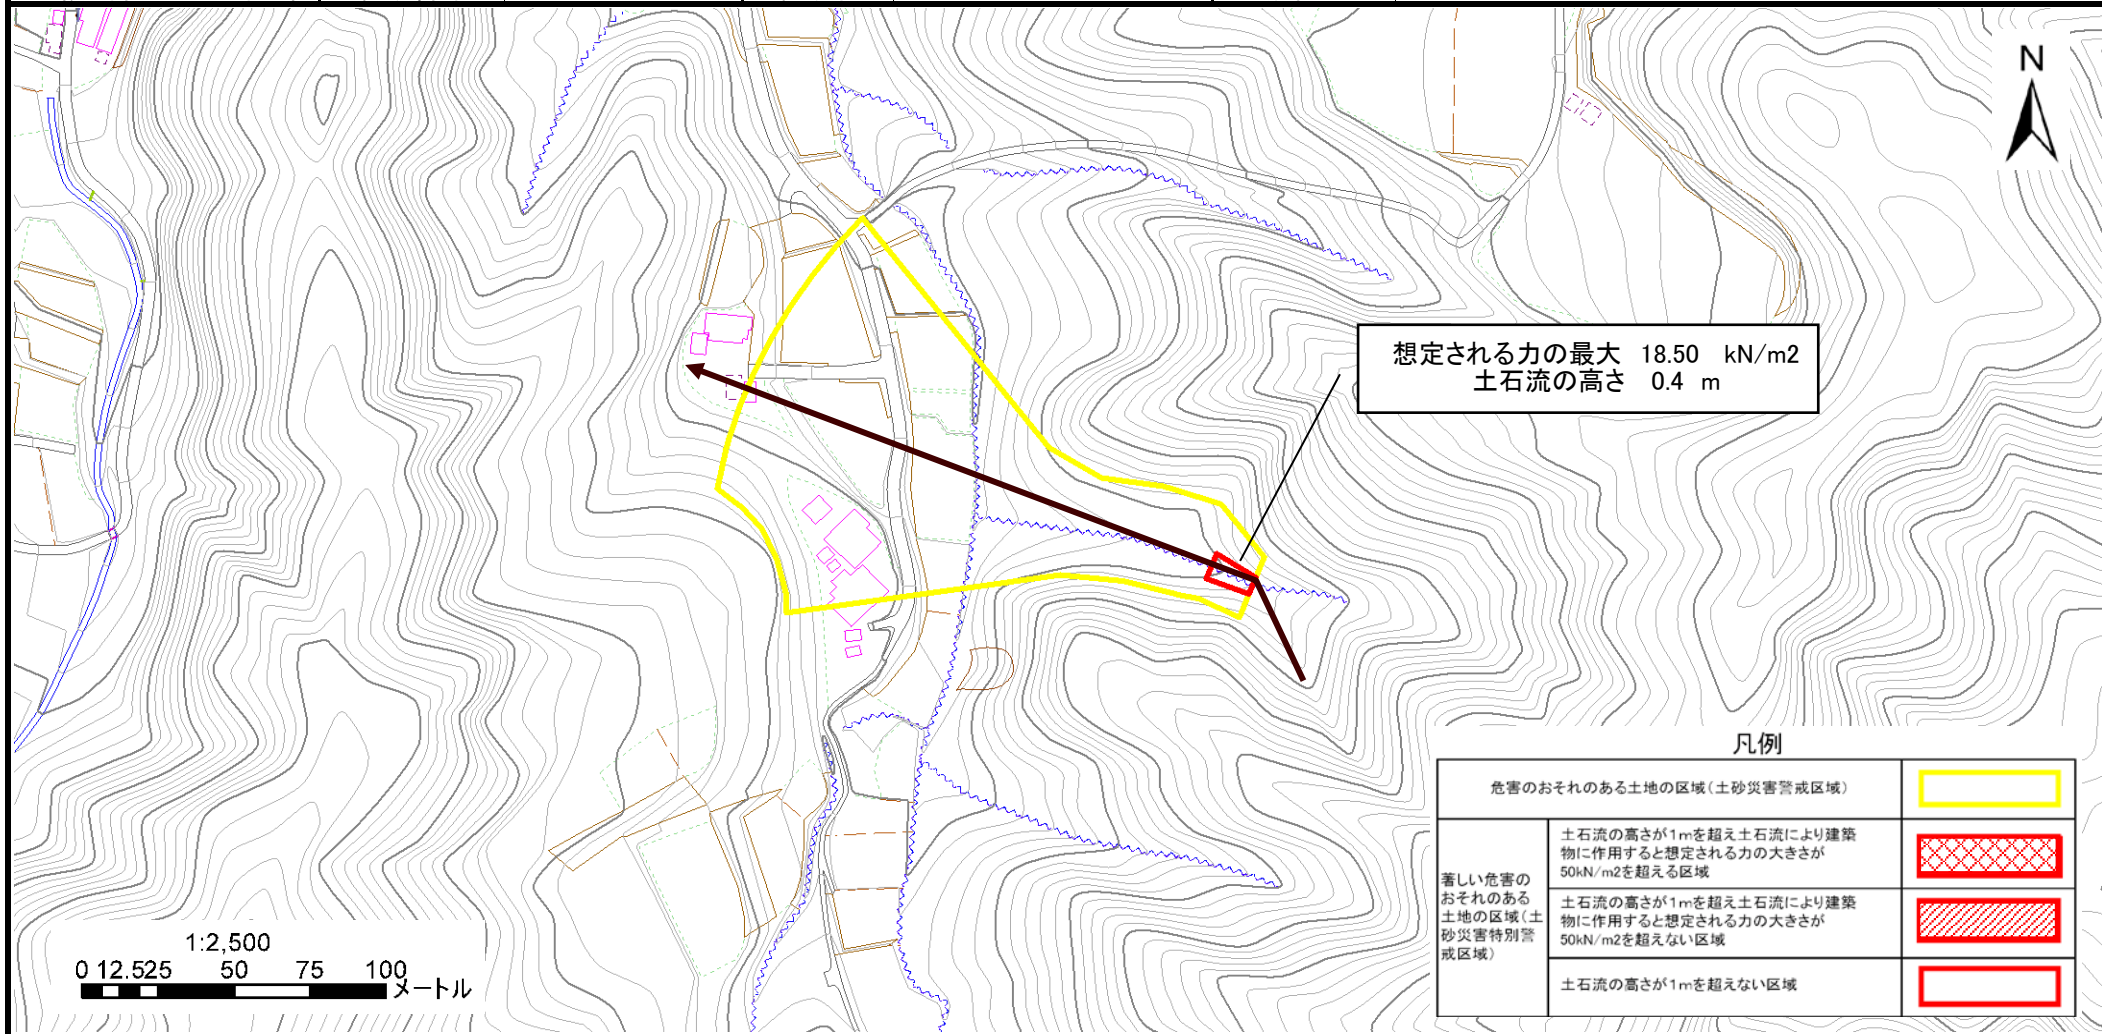 N
想定される力の最大 18.50 kN/m2
土石流の高さ 0.4 m
凡例
危害のおそれのある土地の区域(土砂災害警戒区域)
著しい危害の
おそれのある
土地の区域(土
砂災害特別警
戒区域)
土石流の高さが1mを超え土石流により建築
物に作用すると想定される力の大きさが
50kN/m2を超える区域
土石流の高さが1mを超え土石流により建築
物に作用すると想定される力の大きさが
50kN/m2を超えない区域
土石流の高さが1mを超えない区域
1:2,500
0 12.525 50 75 100
メートル